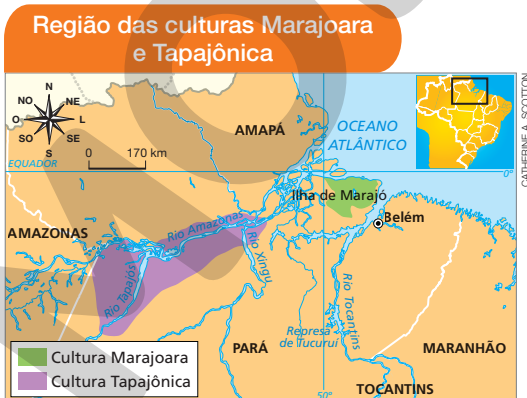 Região das culturas Marajoara
e Tapajônica
N
NO
NE
O
L
SO
SE
S
0 170 km
EQUADOR
AMAPÁ
OCEANO
ATLÂNTICO
CATHERINE A. SCOTTON
0°
Ilha de Marajó
Belém
AMAZONAS
Rio Amazonas
Rio Xingu
Rio Tapajós
Rio Tocantins
Represa
de Tucuruí
PARÁ
MARANHÃO
TOCANTINS
50°
Cultura Marajoara
Cultura Tapajônica